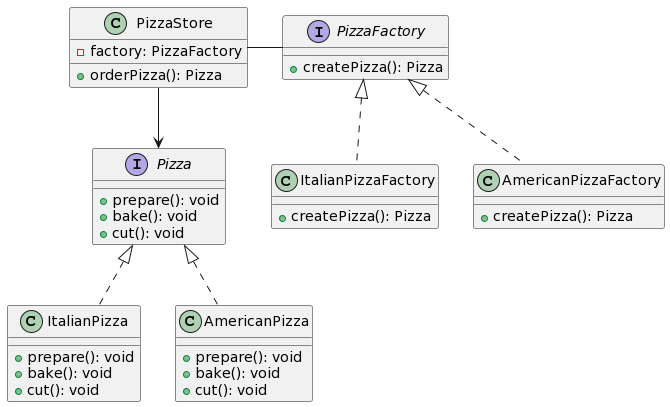 PizzaStore
factory: PizzaFactory
orderPizza(): Pizza
PizzaFactory
createPizza(): Pizza
Pizza
prepare(): void
bake(): void
cut(): void
ItalianPizzaFactory
createPizza(): Pizza
AmericanPizzaFactory
createPizza(): Pizza
ItalianPizza
prepare(): void
bake(): void
cut(): void
AmericanPizza
prepare(): void
bake(): void
cut(): void